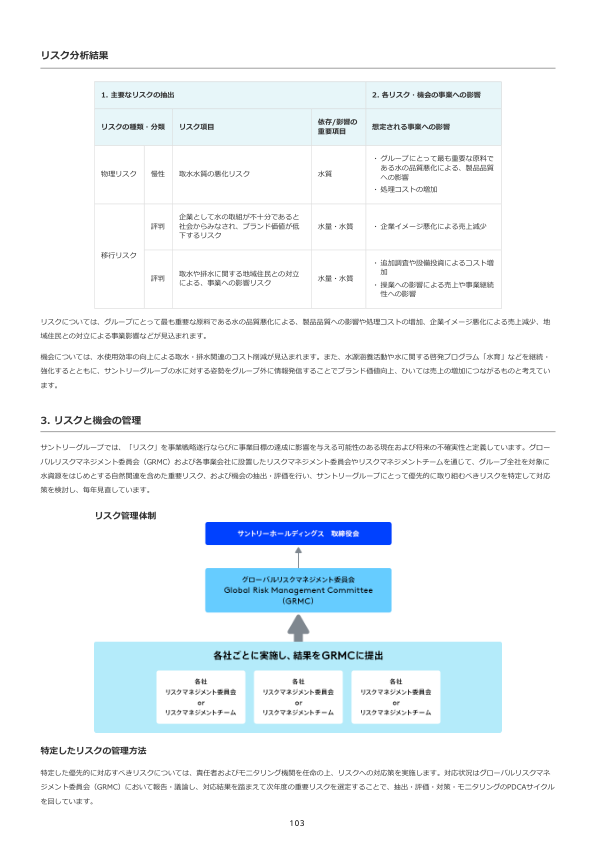 リスク分析結果
1. 主要なリスクの抽出
2. 各リスク・機会の事業への影響
リスクの種類・分類
リスク項目
依存/影響の
重要項目
想定される事業への影響
物理リスク
慢性
取水水質の悪化リスク
水質
・ グループにとって最も重要な原料で
ある水の品質悪化による、製品品質
への影響
・ 処理コストの増加
移行リスク
評判
企業として水の取組が不十分であると
社会からみなされ、ブランド価値が低
下するリスク
水量・水質
・ 企業イメージ悪化による売上減少
評判
取水や排水に関する地域住民との対立
による、事業への影響リスク
水量・水質
・ 追加調査や設備投資によるコスト増
加
・ 操業への影響による売上や事業継続
性への影響
リスクについては、グループにとって最も重要な原料である水の品質悪化による、製品品質への影響や処理コストの増加、企業イメージ悪化による売上減少、地
域住民との対立による事業影響などが見込まれます。
機会については、水使用効率の向上による取水・排水関連のコスト削減が見込まれます。また、水源涵養活動や水に関する啓発プログラム「水育」などを継続・
強化するとともに、サントリーグループの水に対する姿勢をグループ外に情報発信することでブランド価値向上、ひいては売上の増加につながるものと考えてい
ます。
3. リスクと機会の管理
サントリーグループでは、「リスク」を事業戦略遂行ならびに事業目標の達成に影響を与える可能性のある現在および将来の不確実性と定義しています。グロー
バルリスクマネジメント委員会（GRMC）および各事業会社に設置したリスクマネジメント委員会やリスクマネジメントチームを通じて、グループ全社を対象に
水資源をはじめとする自然関連を含めた重要リスク、および機会の抽出・評価を行い、サントリーグループにとって優先的に取り組むべきリスクを特定して対応
策を検討し、毎年見直しています。
リスク管理体制
サントリーホールディングス　取締役会
グローバルリスクマネジメント委員会
Global Risk Management Committee
（GRMC）
各社ごとに実施し、結果をGRMCに提出
各社
リスクマネジメント委員会
or
リスクマネジメントチーム
各社
リスクマネジメント委員会
or
リスクマネジメントチーム
各社
リスクマネジメント委員会
or
リスクマネジメントチーム
特定したリスクの管理方法
特定した優先的に対応すべきリスクについては、責任者およびモニタリング機関を任命の上、リスクへの対応策を実施します。対応状況はグローバルリスクマネ
ジメント委員会（GRMC）において報告・議論し、対応結果を踏まえて次年度の重要リスクを選定することで、抽出・評価・対策・モニタリングのPDCAサイクル
を回しています。
103